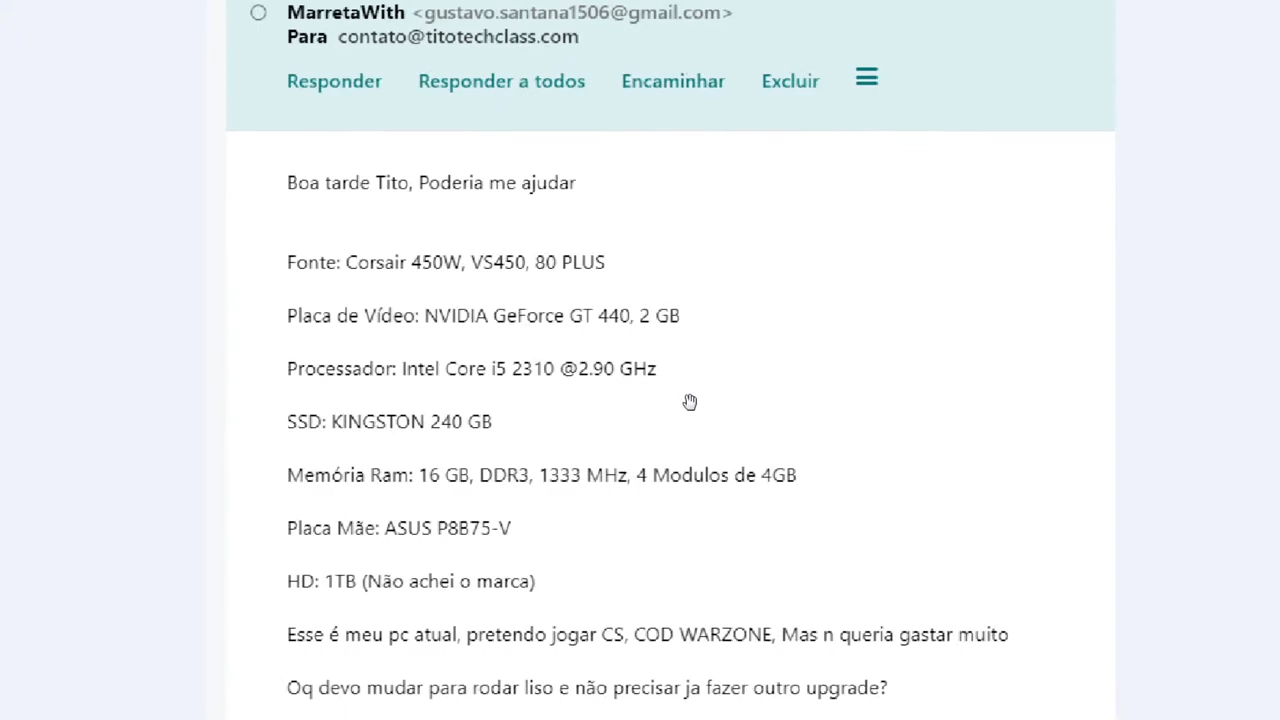 MarretaWith <gustavo.santana1506@gmail.com>
Para contato@titotechclass.com
Responder Responder a todos Encaminhar Excluir
Boa tarde Tito, Poderia me ajudar
Fonte: Corsair 450W, VS450, 80 PLUS
Placa de Vídeo: NVIDIA GeForce GT 440, 2 GB
Processador: Intel Core i5 2310 @2.90 GHz
SSD: KINGSTON 240 GB
Memória Ram: 16 GB, DDR3, 1333 MHz, 4 Modulos de 4GB
Placa Mãe: ASUS P8B75-V
HD: 1TB (Não achei o marca)
Esse é meu pc atual, pretendo jogar CS, COD WARZONE, Mas n queria gastar muito
Oq devo mudar para rodar liso e não precisar ja fazer outro upgrade?